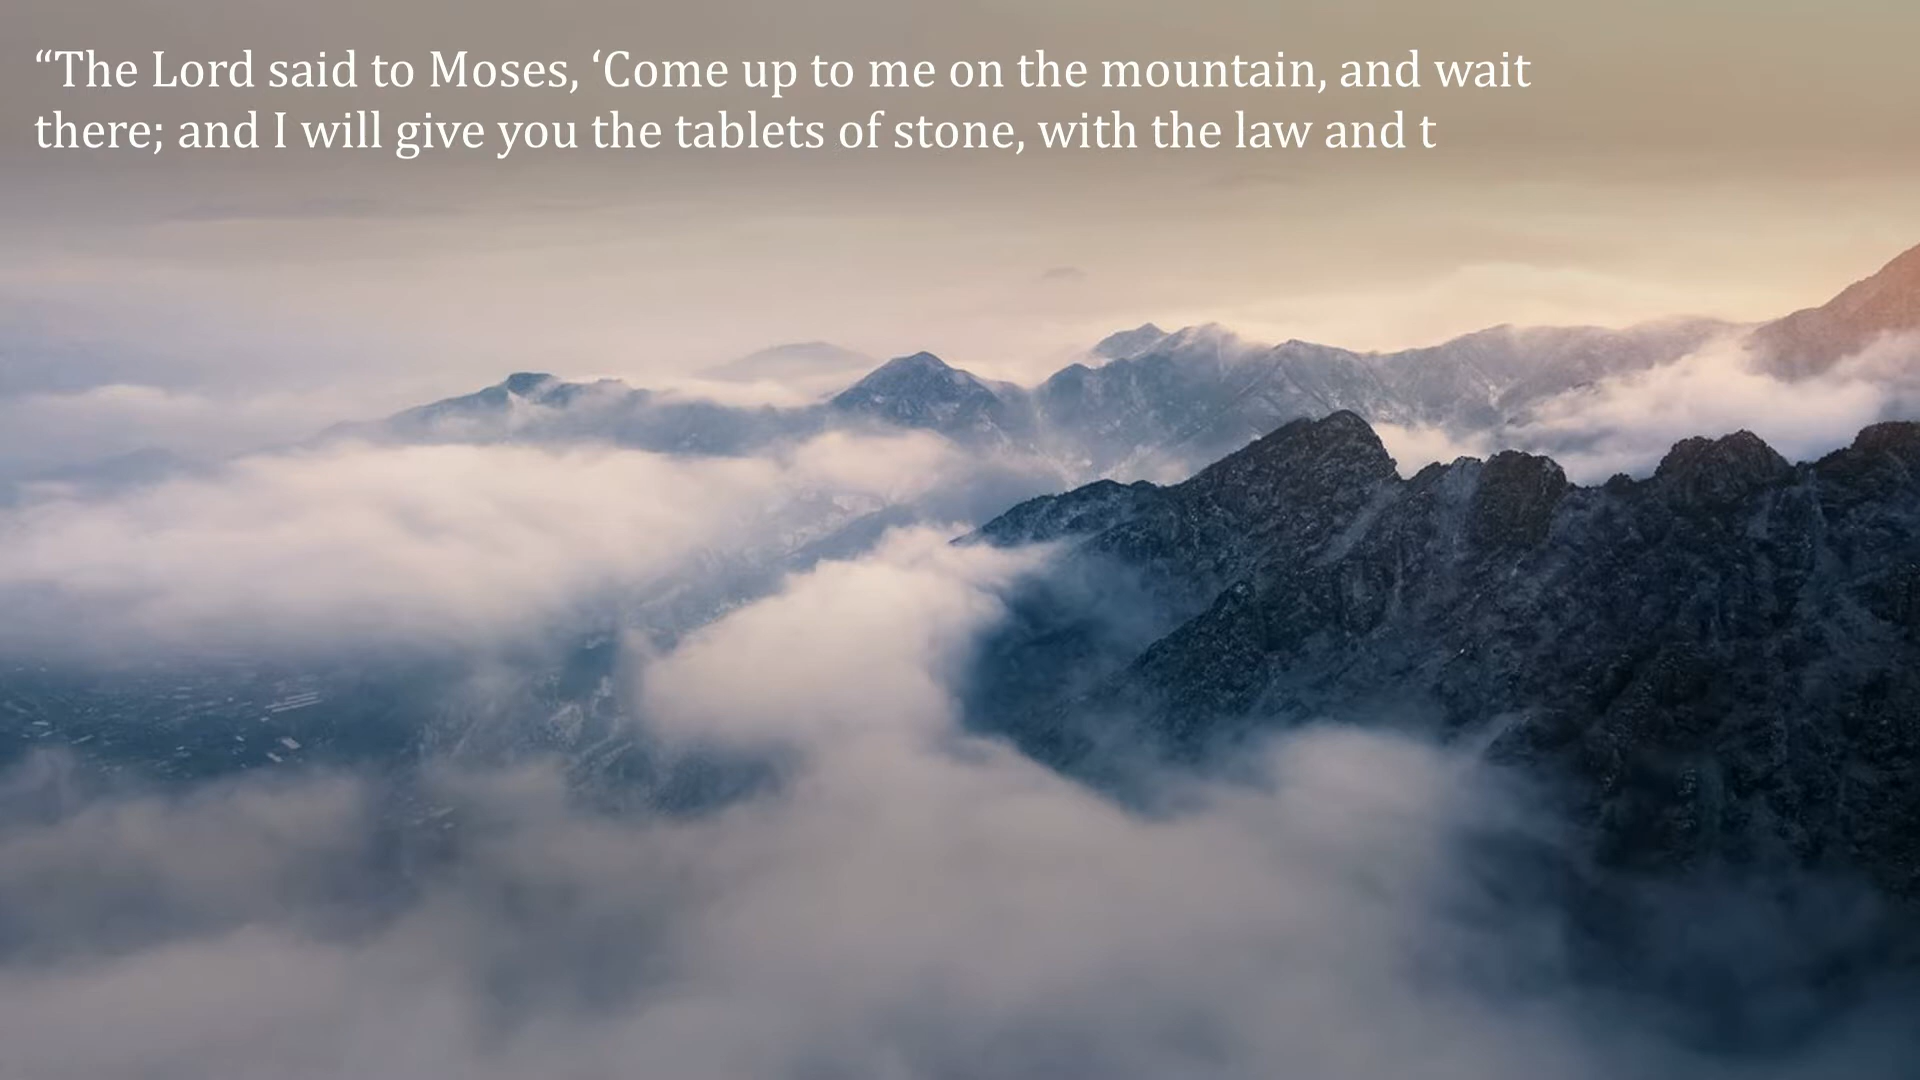 “The Lord said to Moses, ‘Come up to me on the mountain, and wait
there; and I will give you the tablets of stone, with the law and t